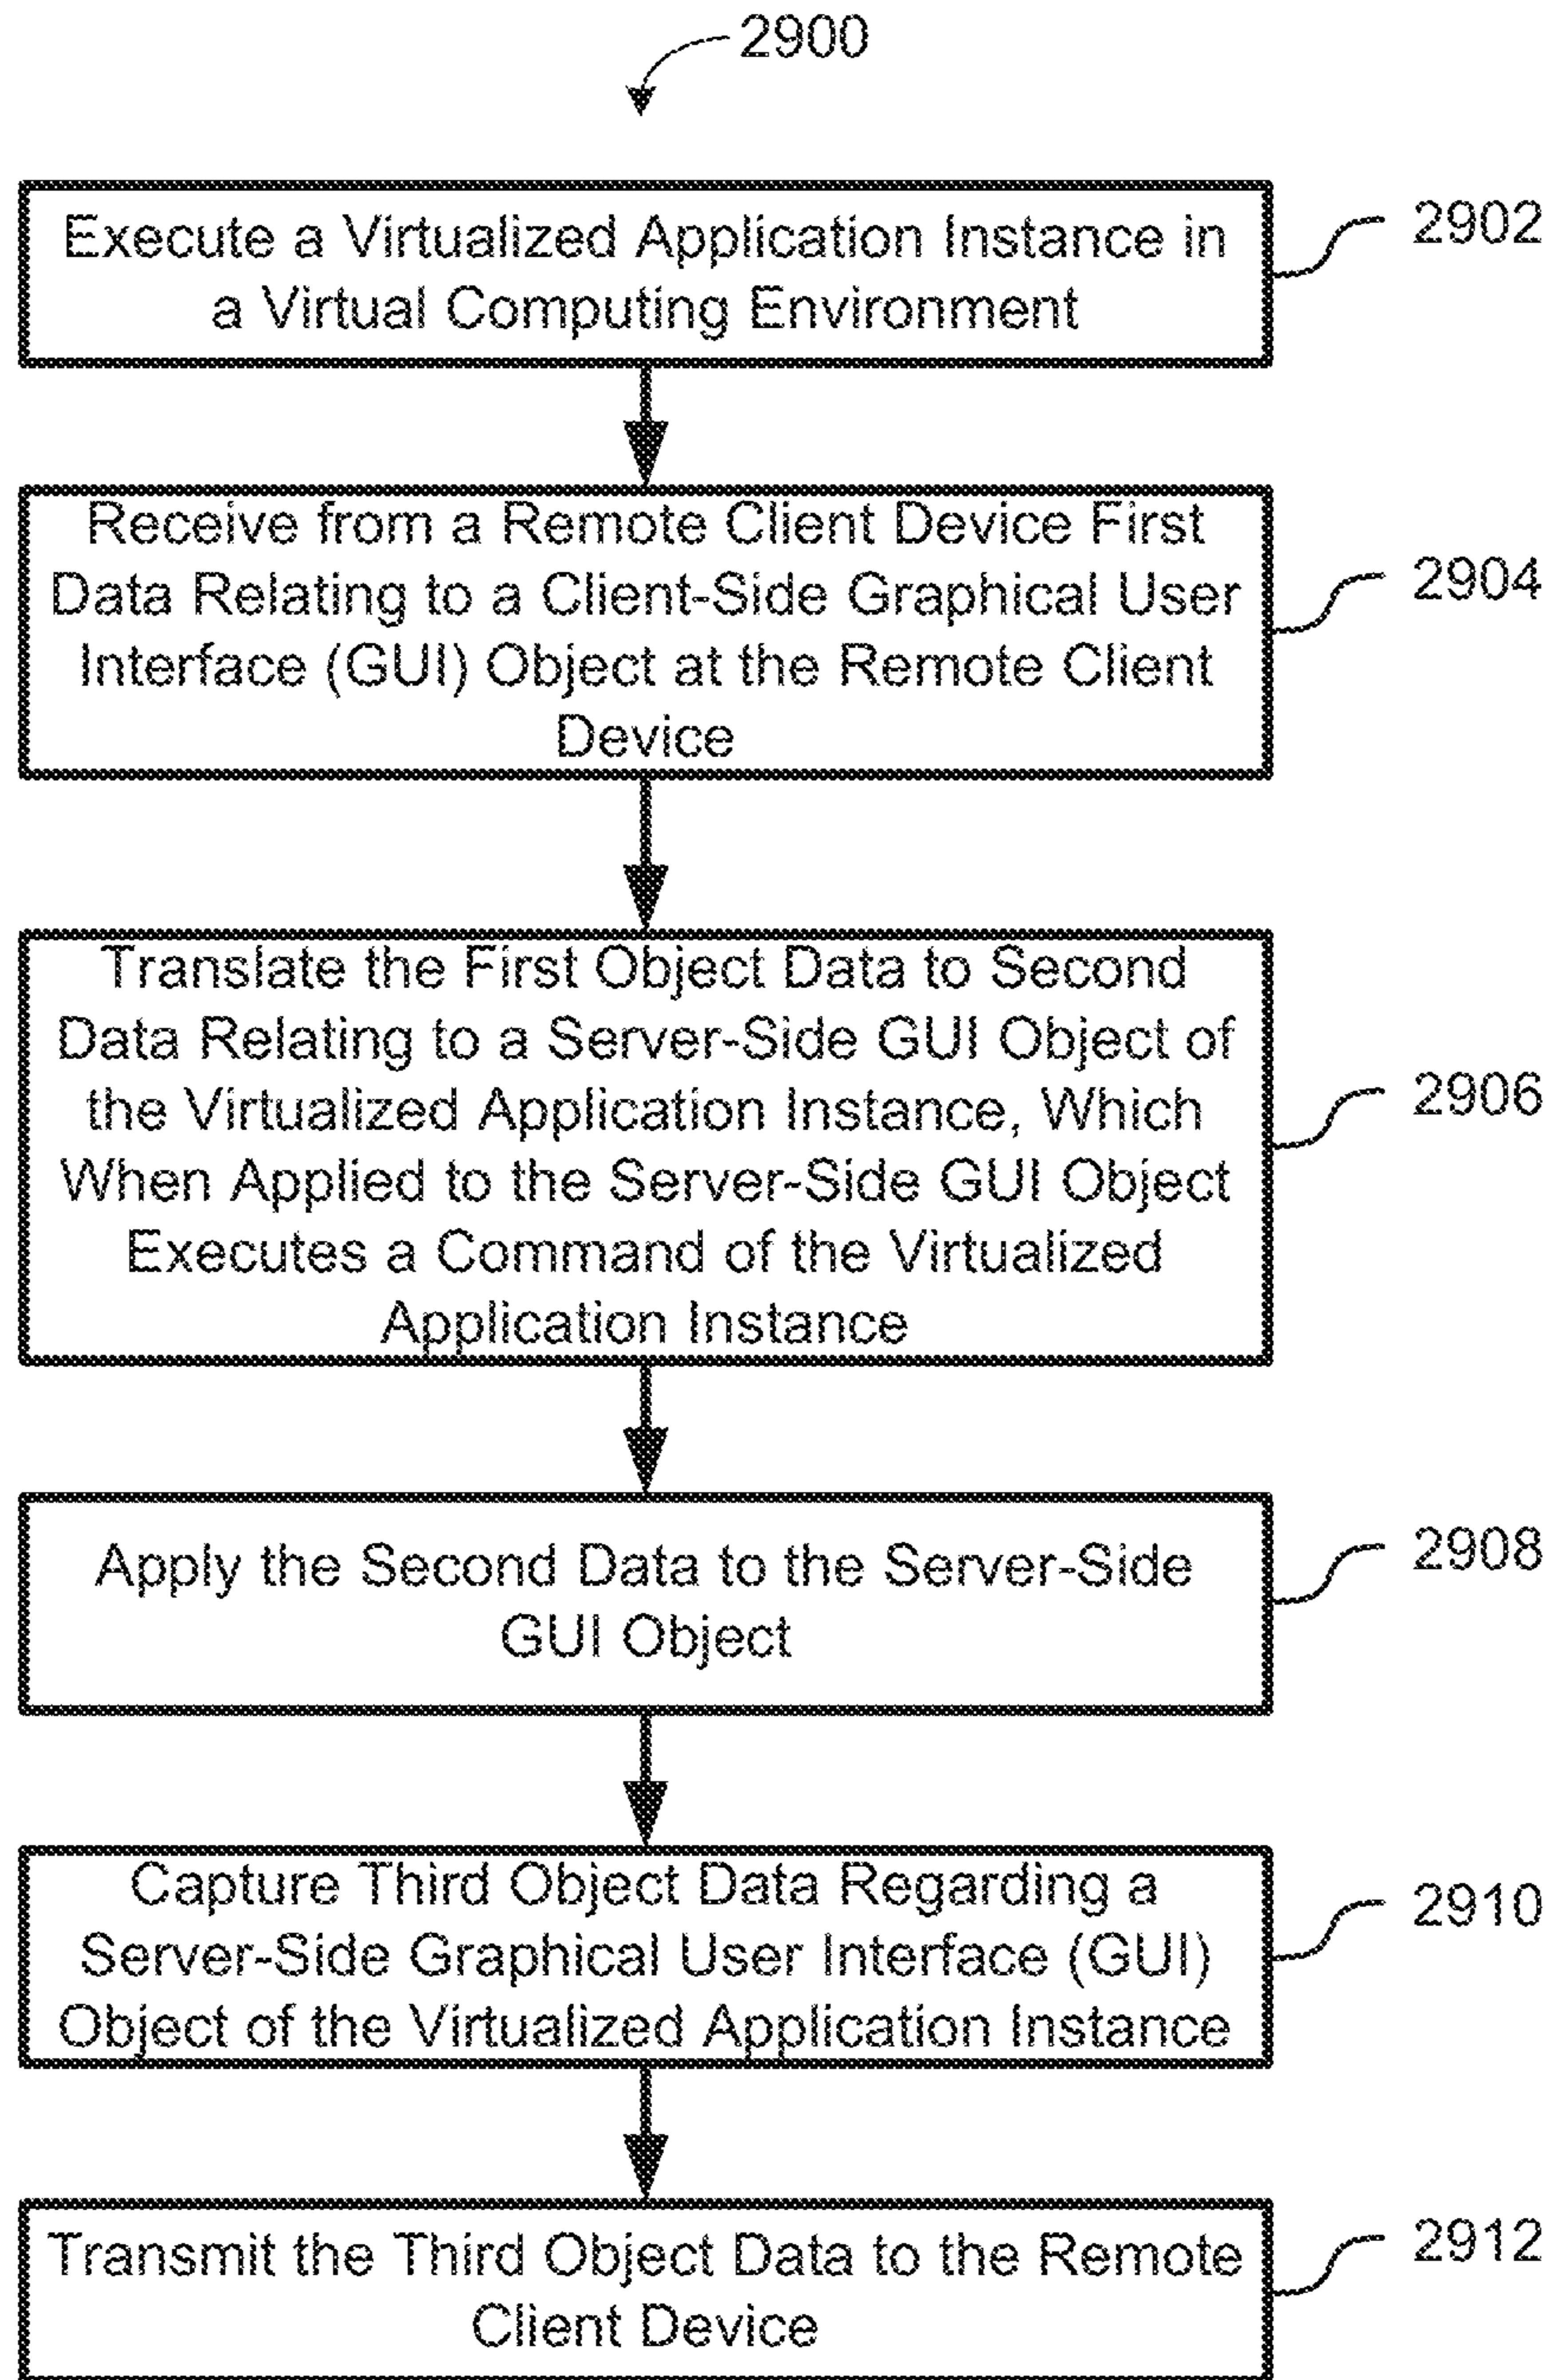 2900
Execute a Virtualized Application Instance in
a Virtual Computing Environment
2902
Receive from a Remote Client Device First
Data Relating to a Client-Side Graphical User
Interface (GUI) Object at the Remote Client
Device
2904
Translate the First Object Data to Second
Data Relating to a Server-Side GUI Object of
the Virtualized Application Instance, Which
When Applied to the Server-Side GUI Object
Executes a Command of the Virtualized
Application Instance
2906
Apply the Second Data to the Server-Side
GUI Object
2908
Capture Third Object Data Regarding a
Server-Side Graphical User Interface (GUI)
Object of the Virtualized Application Instance
2910
Transmit the Third Object Data to the Remote
Client Device
2912